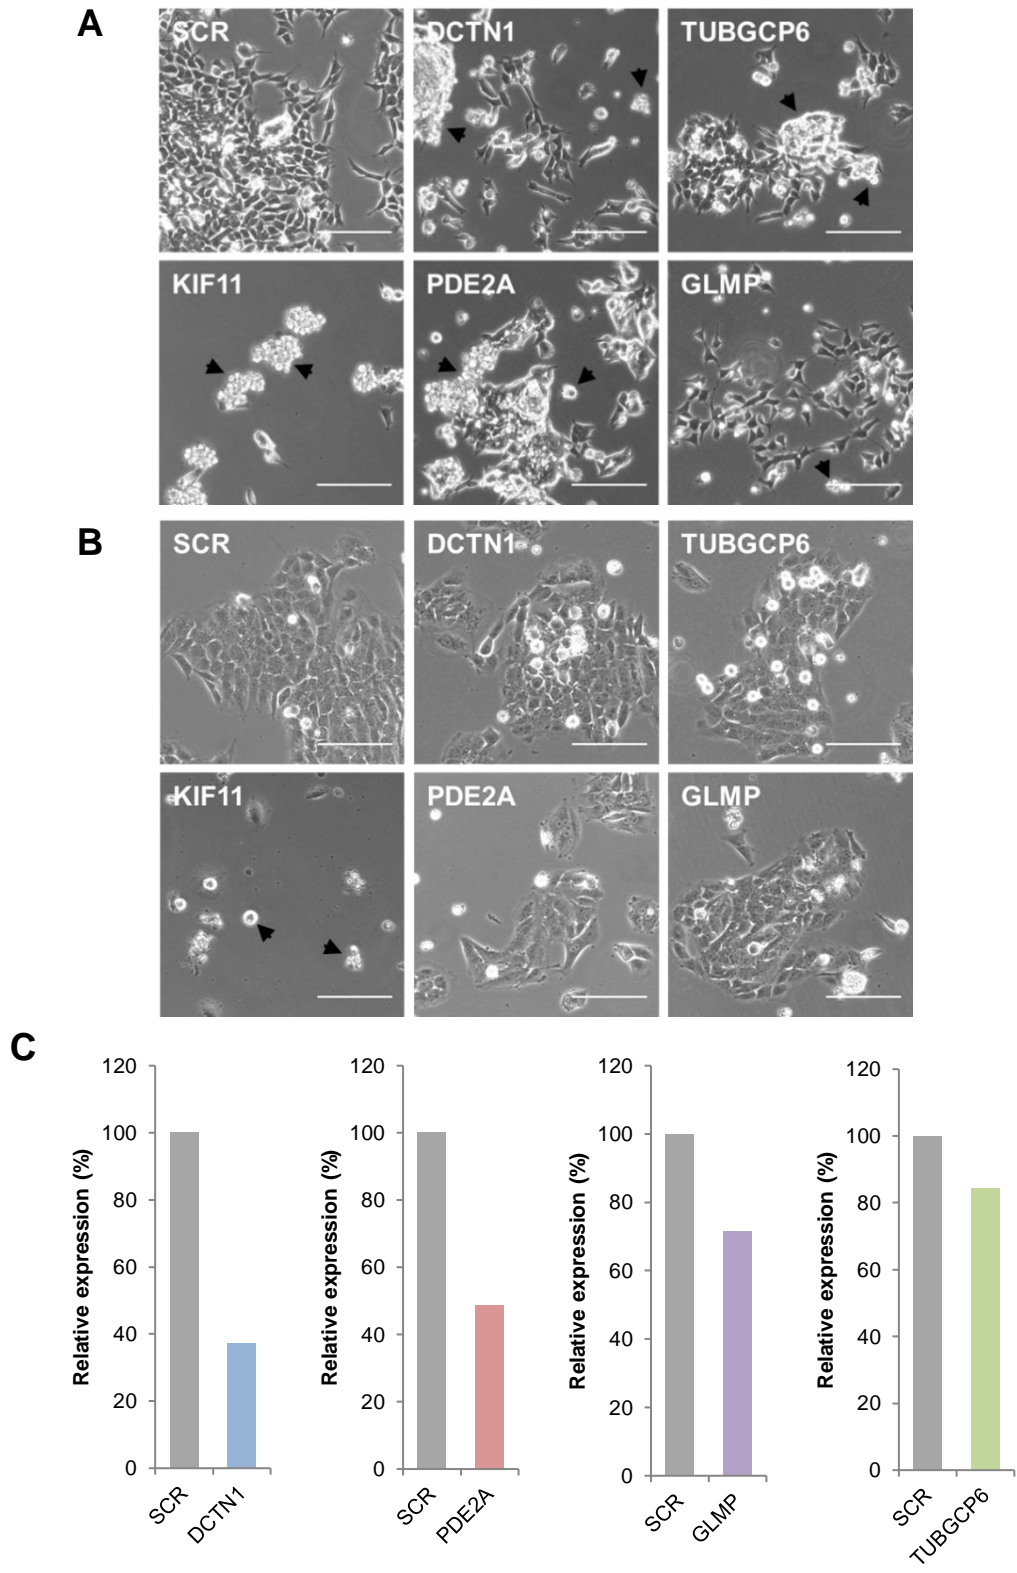 A
SCR
DCTN1
TUBGCP6
KIF11
PDE2A
GLMP
B
SCR
DCTN1
TUBGCP6
KIF11
PDE2A
GLMP
C
Relative expression (%)
120
100
80
60
40
20
0
SCR
DCTN1
Relative expression (%)
120
100
80
60
40
20
0
SCR
PDE2A
Relative expression (%)
120
100
80
60
40
20
0
SCR
GLMP
Relative expression (%)
120
100
80
60
40
20
0
SCR
TUBGCP6